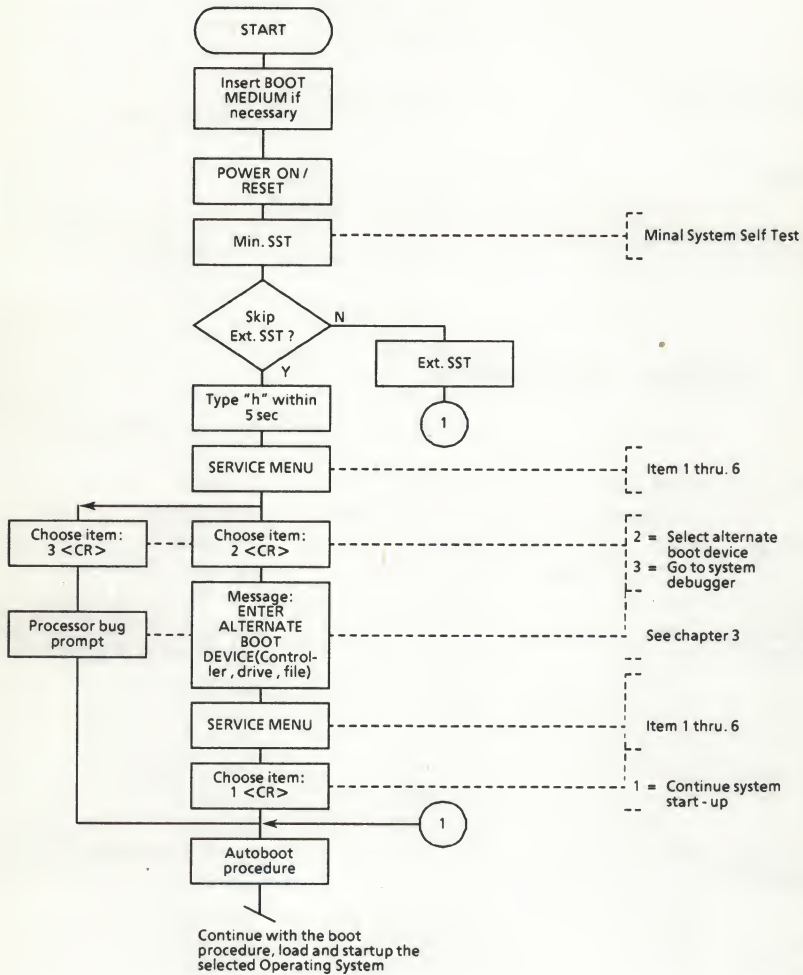 START
Insert BOOT
MEDIUM if
necessary
POWER ON /
RESET
Min. SST
Minal System Self Test
Skip
Ext. SST ?
N
Y
Ext. SST
1
Type "h" within
5 sec
SERVICE MENU
Item 1 thru. 6
Choose item:
3 <CR>
Choose item:
2 <CR>
2 = Select alternate
boot device
3 = Go to system
debugger
Processor bug
prompt
Message:
ENTER
ALTERNATE
BOOT
DEVICE(Control-
ler , drive , file)
See chapter 3
SERVICE MENU
Item 1 thru. 6
Choose item:
1 <CR>
1 = Continue system
start - up
1
Autoboot
procedure
Continue with the boot
procedure, load and startup the
selected Operating System